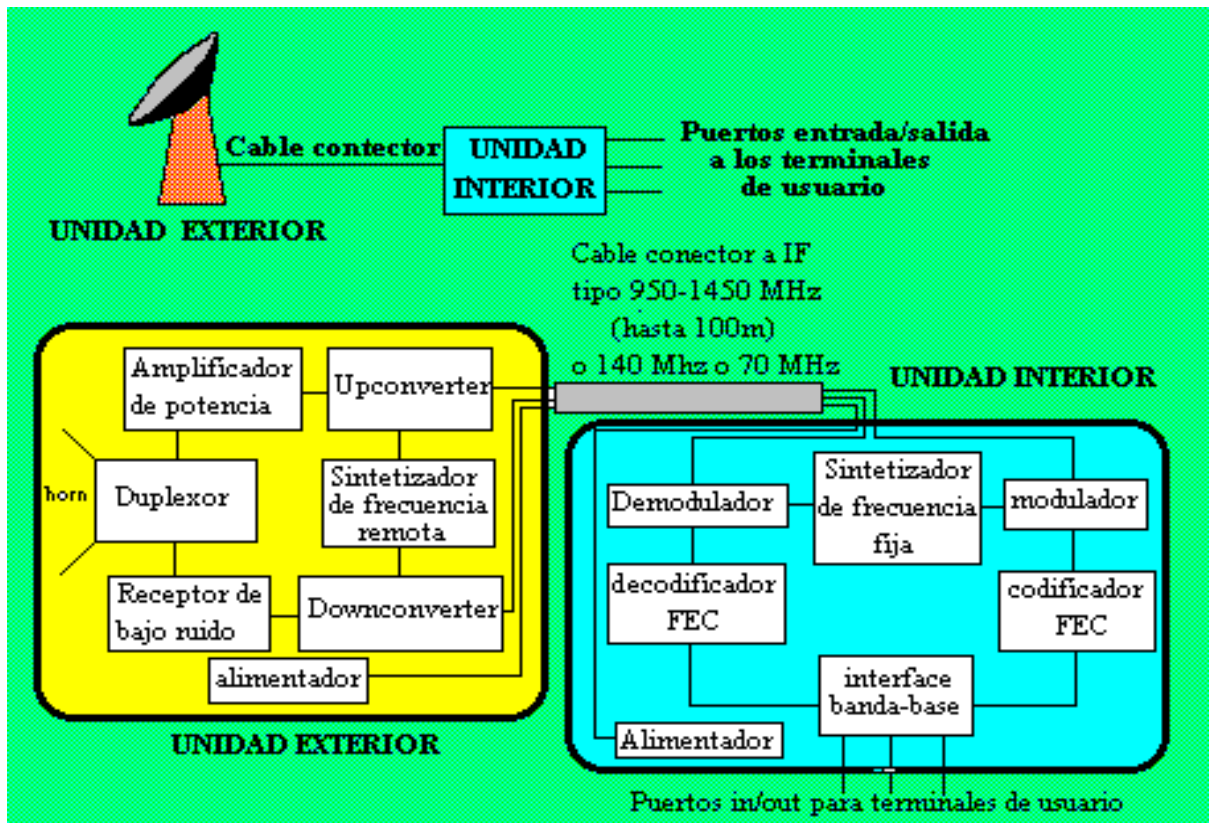 Cable contector
UNIDAD
INTERIOR
Puertos entrada/salida
a los terminales
de usuario
UNIDAD EXTERIOR
Cable conector a IF
tipo 950-1450 MHz
(hasta 100m)
o 140 Mhz o 70 MHz
Amplificador
de potencia
Upconverter
horn
Duplexor
Sintetizador
de frecuencia
remota
Receptor de
bajo ruido
Downconverter
alimentador
UNIDAD EXTERIOR
UNIDAD INTERIOR
Demodulador
Sintetizador
de frecuencia
fija
modulador
decodificador
FEC
codificador
FEC
interface
banda-base
Alimentador
Puertos in/out para terminales de usuario